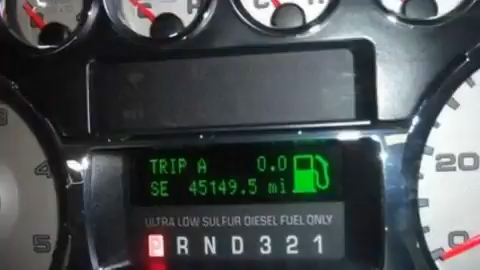 TRIP A 0.0
SE 45149.5 mi
ULTRA LOW SULFUR DIESEL FUEL ONLY
P R N D 3 2 1
20
0
4
5